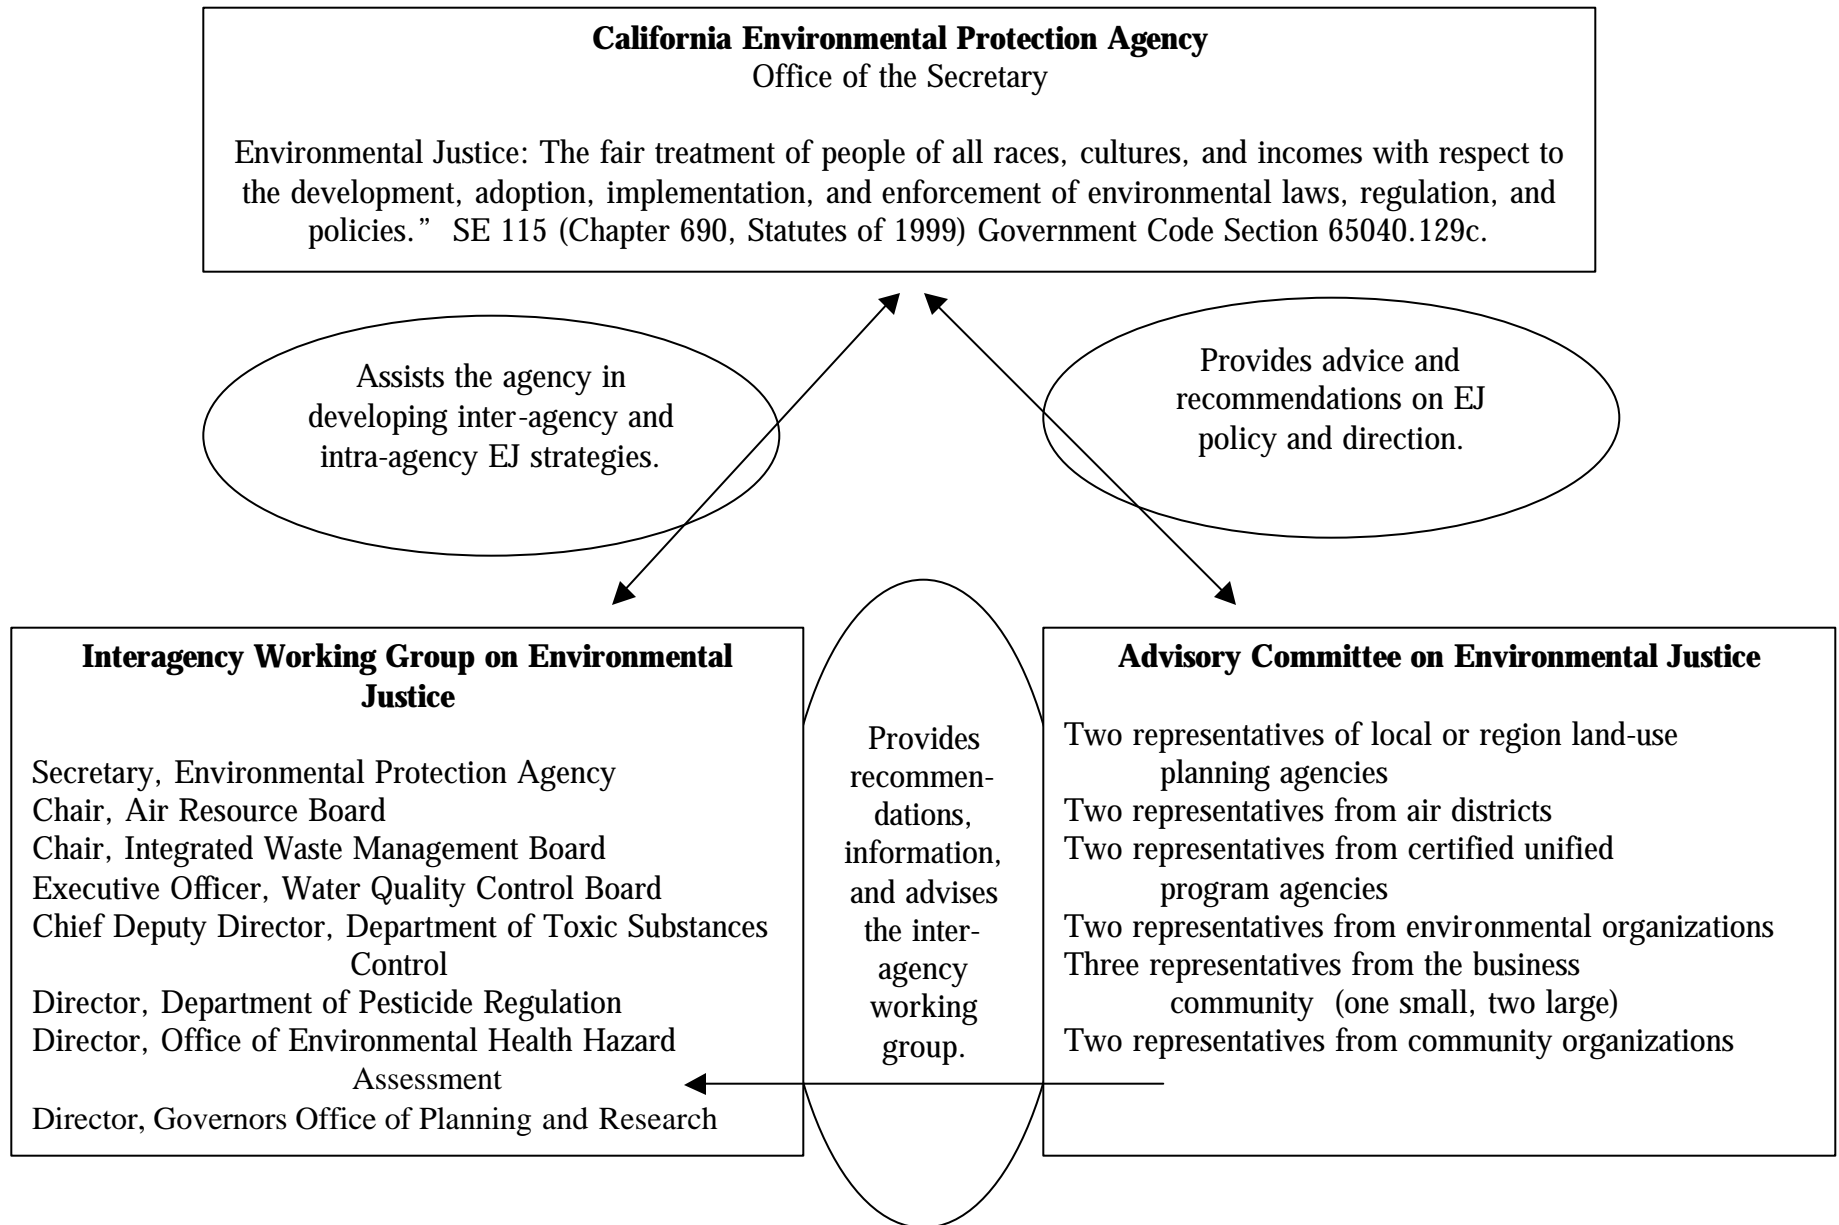 California Environmental Protection Agency
Office of the Secretary
Environmental Justice: The fair treatment of people of all races, cultures, and incomes with respect to
the development, adoption, implementation, and enforcement of environmental laws, regulation, and
policies.” SE 115 (Chapter 690, Statutes of 1999) Government Code Section 65040.129c.
Assists the agency in
developing inter-agency and
intra-agency EJ strategies.
Provides advice and
recommendations on EJ
policy and direction.
Interagency Working Group on Environmental
Justice
Secretary, Environmental Protection Agency
Chair, Air Resource Board
Chair, Integrated Waste Management Board
Executive Officer, Water Quality Control Board
Chief Deputy Director, Department of Toxic Substances
Control
Director, Department of Pesticide Regulation
Director, Office of Environmental Health Hazard
Assessment
Director, Governors Office of Planning and Research
Provides
recommen-
dations,
information,
and advises
the inter-
agency
working
group.
Advisory Committee on Environmental Justice
Two representatives of local or region land-use
planning agencies
Two representatives from air districts
Two representatives from certified unified
program agencies
Two representatives from environmental organizations
Three representatives from the business
community (one small, two large)
Two representatives from community organizations